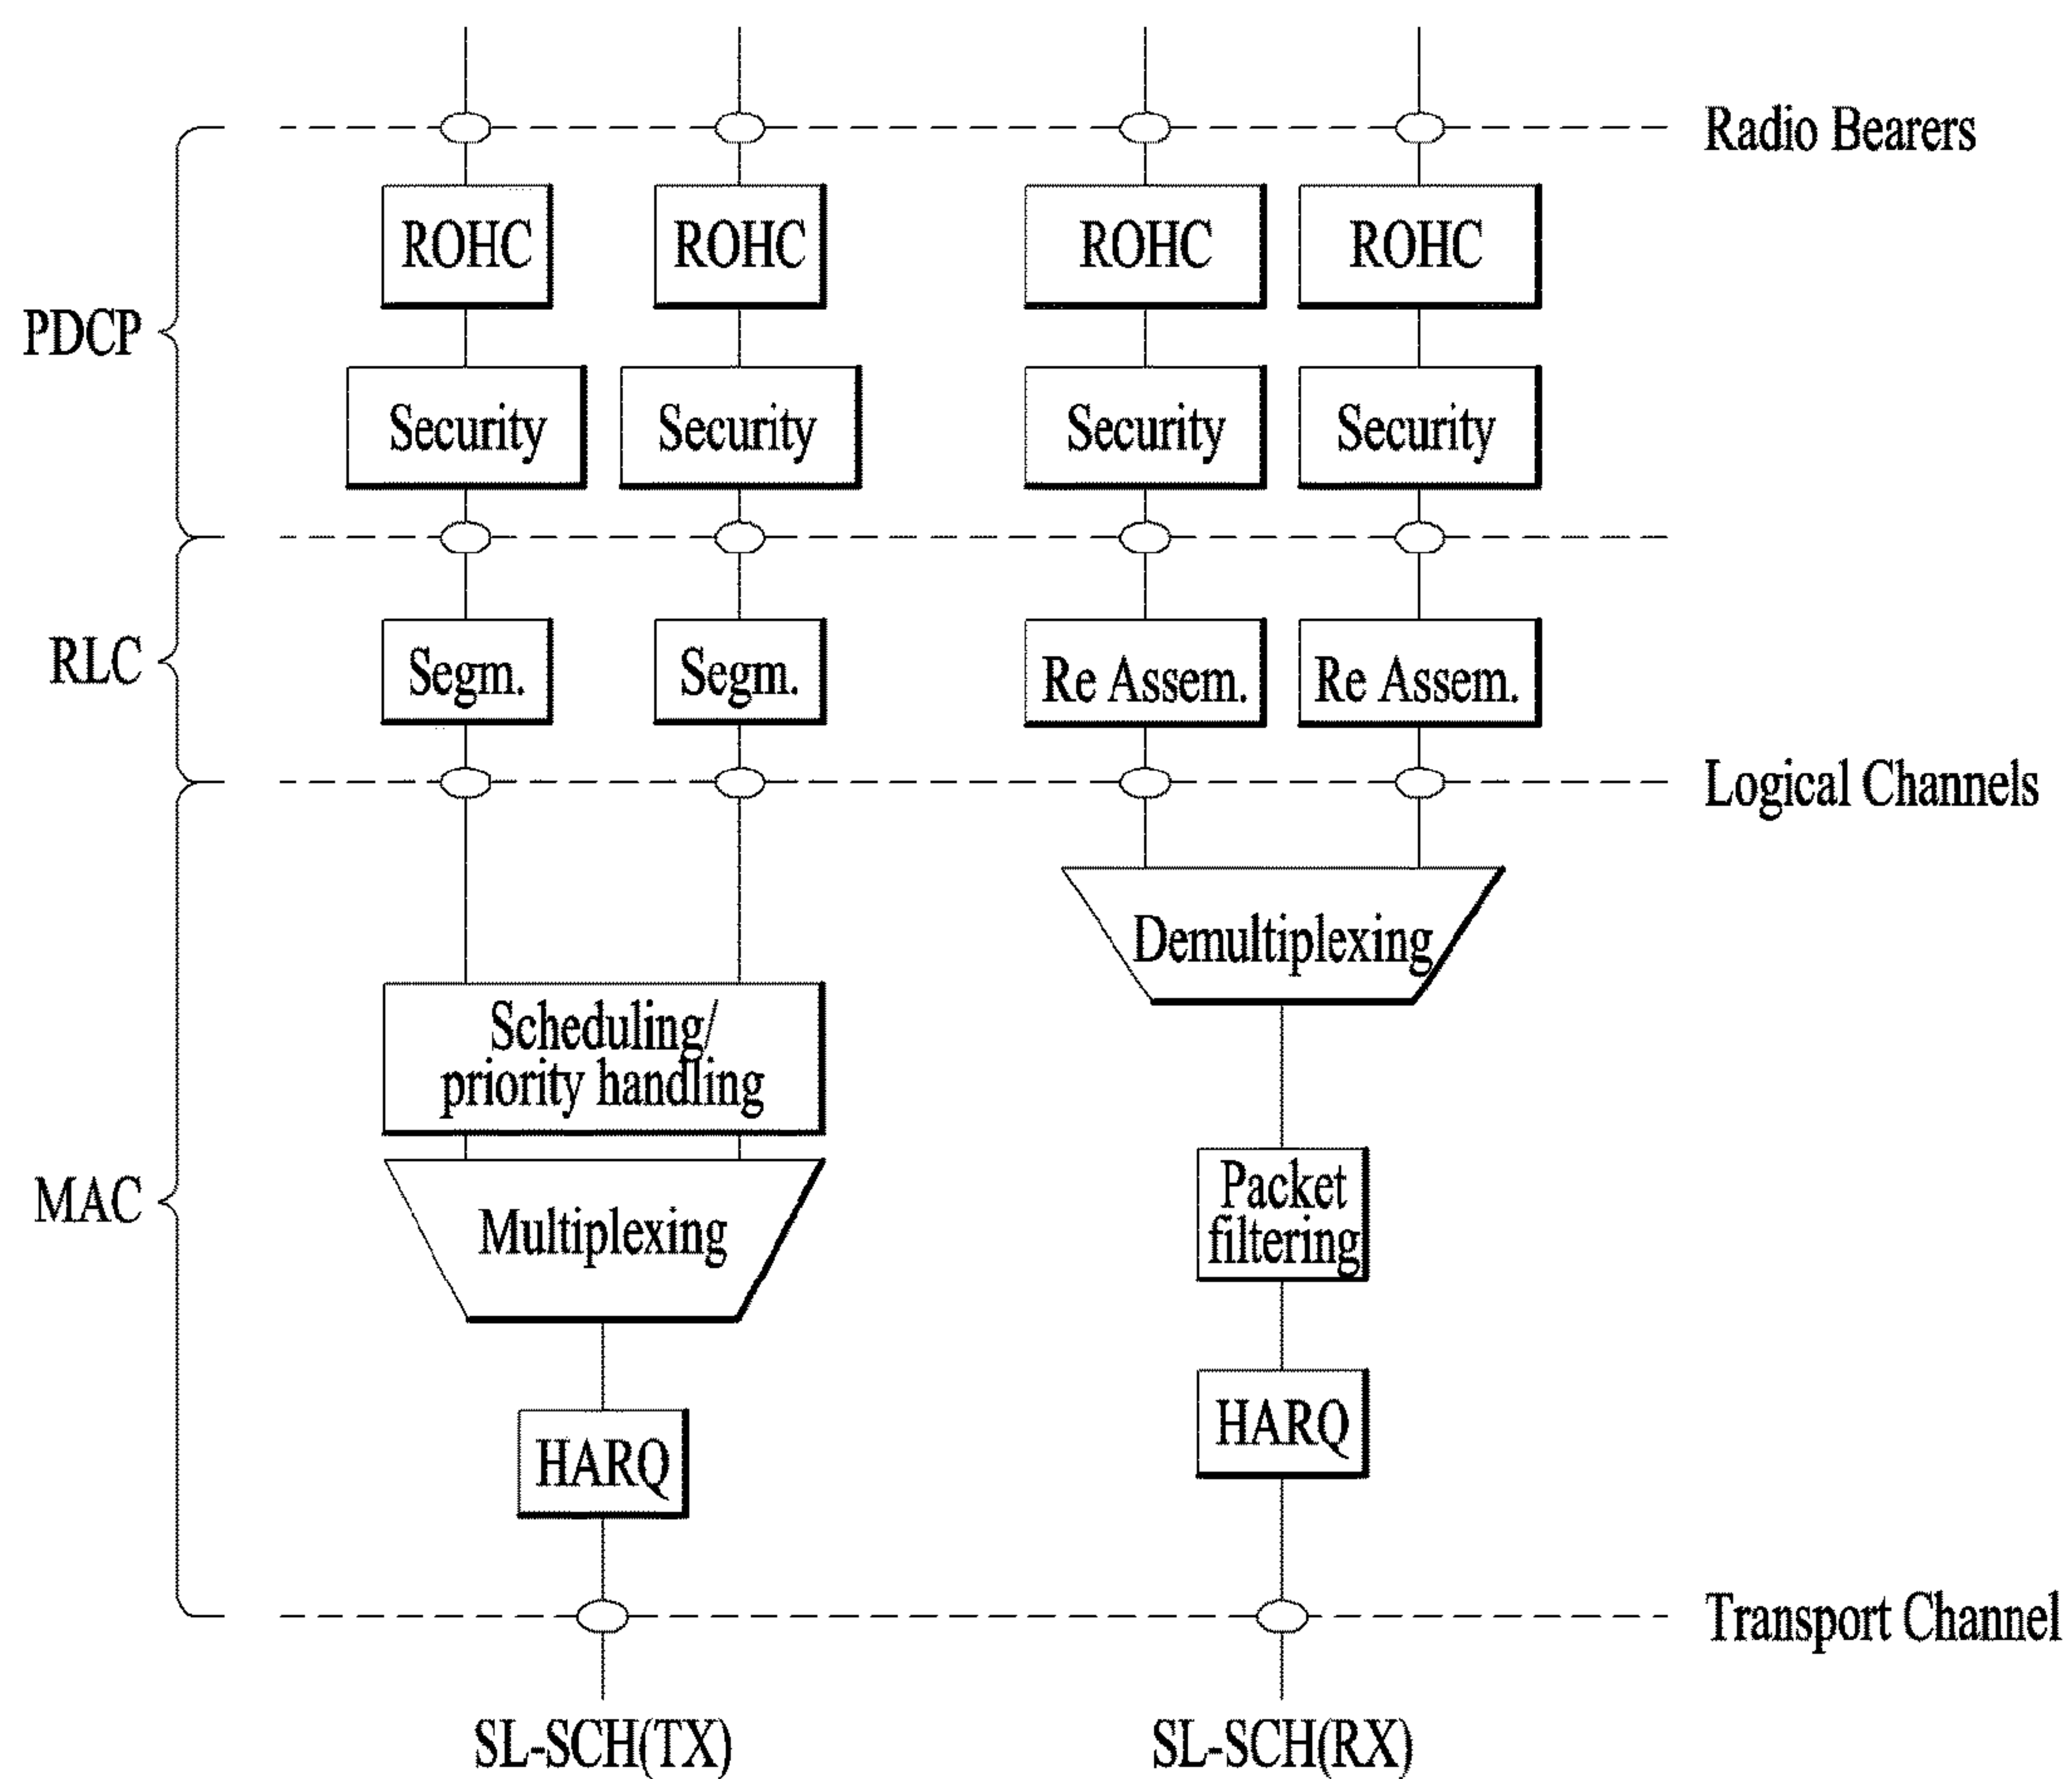 Radio Bearers
ROHC
ROHC
ROHC
ROHC
PDCP
Security
Security
Security
Security
RLC
Segm.
Segm.
Re Assem.
Re Assem.
Logical Channels
Demultiplexing
Scheduling/
priority handling
MAC
Multiplexing
Packet
filtering
HARQ
HARQ
Transport Channel
SL-SCH(TX)
SL-SCH(RX)